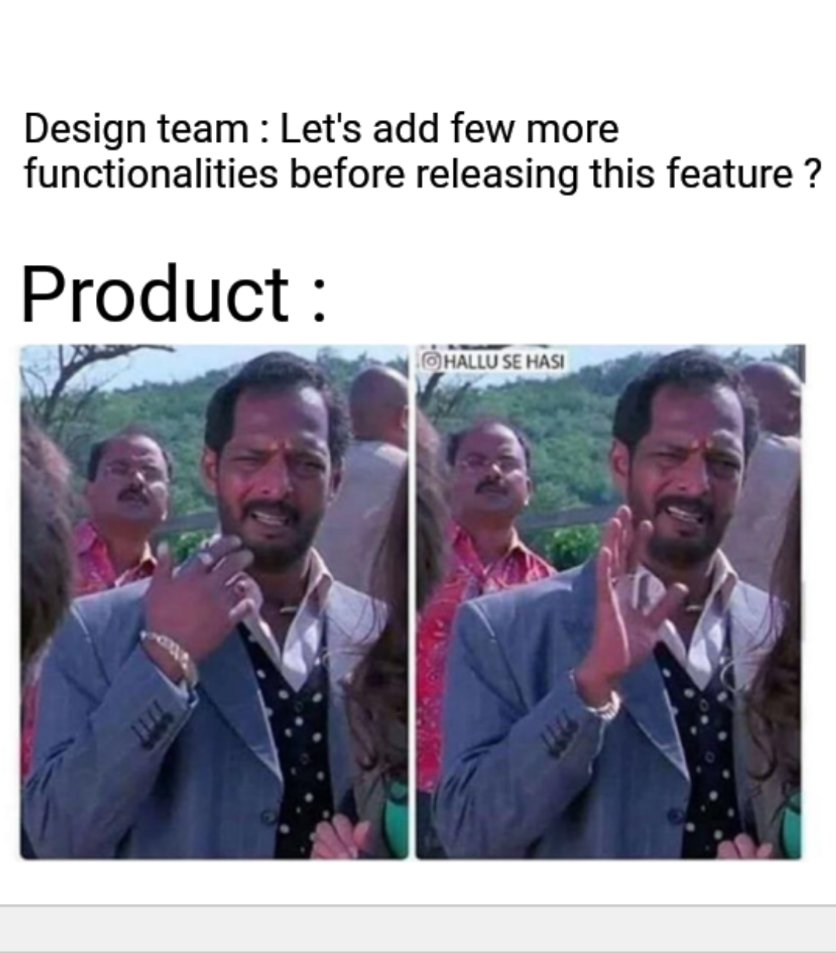 Design team : Let's add few more
functionalities before releasing this feature ?
Product :
HALLU SE HASI